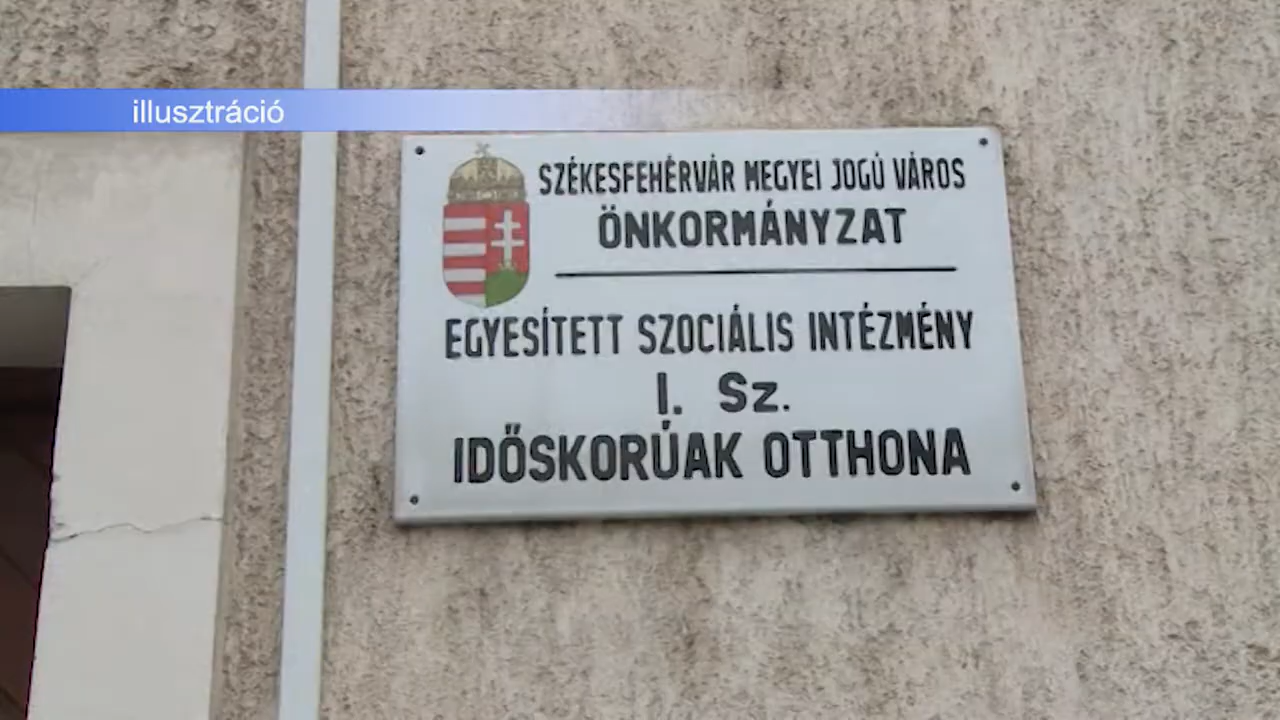 illusztráció
SZÉKESFEHÉRVÁR MEGYEI JOGÚ VÁROS
ÖNKORMÁNYZAT
EGYESÍTETT SZOCIÁLIS INTÉZMÉNY
I. Sz.
IDŐSKORÚAK OTTHONA